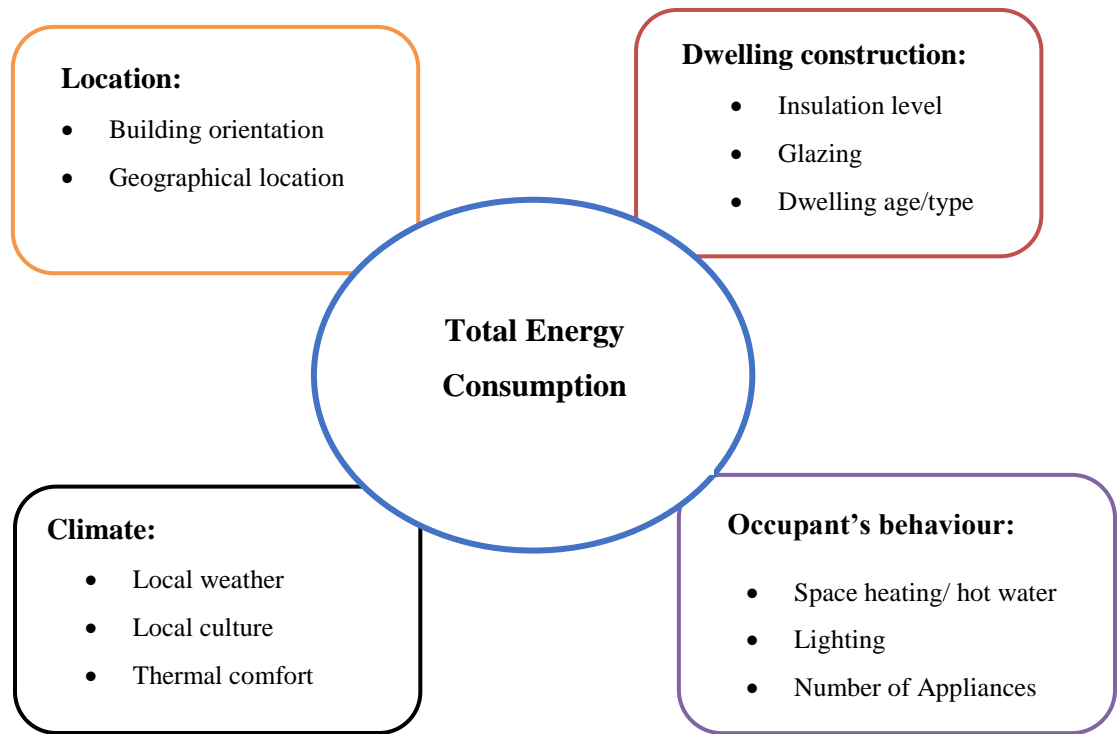 Location:
• Building orientation
• Geographical location
Dwelling construction:
• Insulation level
• Glazing
• Dwelling age/type
Total Energy
Consumption
Climate:
• Local weather
• Local culture
• Thermal comfort
Occupant’s behaviour:
• Space heating/ hot water
• Lighting
• Number of Appliances